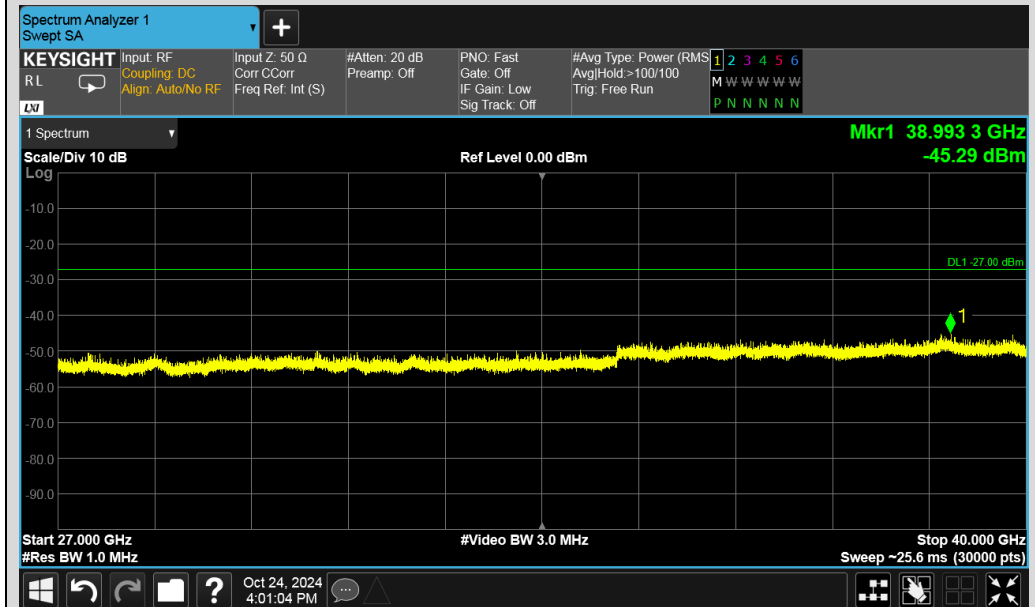 Spectrum Analyzer 1
Swept SA
+
KEYSIGHT
RL
LXI
Input: RF
Coupling: DC
Align: Auto/No RF
Input Z: 50 Ω
Corr CCorr
Freq Ref: Int (S)
#Atten: 20 dB
Preamp: Off
PNO: Fast
Gate: Off
IF Gain: Low
Sig Track: Off
#Avg Type: Power (RMS
Avg|Hold:>100/100
Trig: Free Run
1 2 3 4 5 6
M W W W W W
P N N N N N
1 Spectrum
Mkr1 38.993 3 GHz
Scale/Div 10 dB
Ref Level 0.00 dBm
-45.29 dBm
Log
-10.0
-20.0
DL1 -27.00 dBm
-30.0
-40.0
1
-50.0
-60.0
-70.0
-80.0
-90.0
Start 27.000 GHz
#Video BW 3.0 MHz
Stop 40.000 GHz
#Res BW 1.0 MHz
Sweep ~25.6 ms (30000 pts)
?
Oct 24, 2024
4:01:04 PM